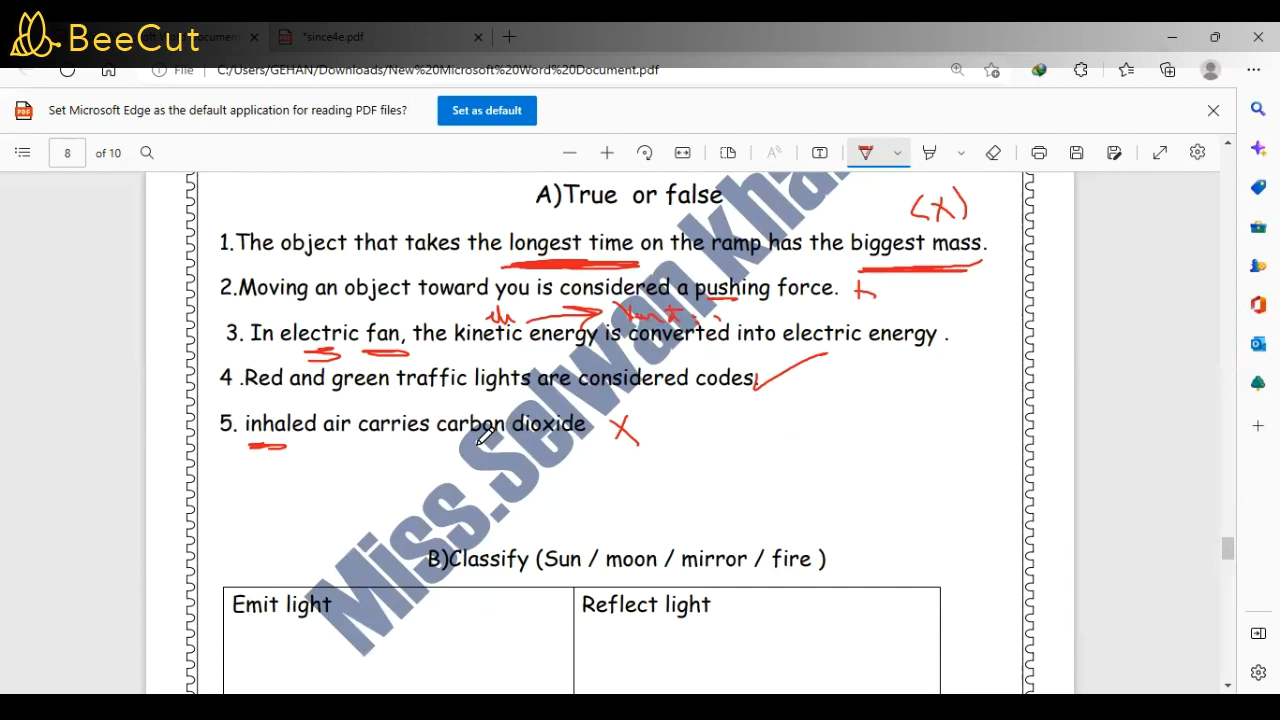 BeeCut
*since4e.pdf
File C:/Users/GEHAN/Downloads/New%20Microsoft%20Word%20Document.pdf
Set Microsoft Edge as the default application for reading PDF files? Set as default
8 of 10
A)True or false
(X)
1.The object that takes the longest time on the ramp has the biggest mass.
2.Moving an object toward you is considered a pushing force.
3. In electric fan, the kinetic energy is converted into electric energy .
4 .Red and green traffic lights are considered codes.
5. inhaled air carries carbon dioxide X
Miss.Selwan kha
B)Classify (Sun / moon / mirror / fire )
Emit light Reflect light